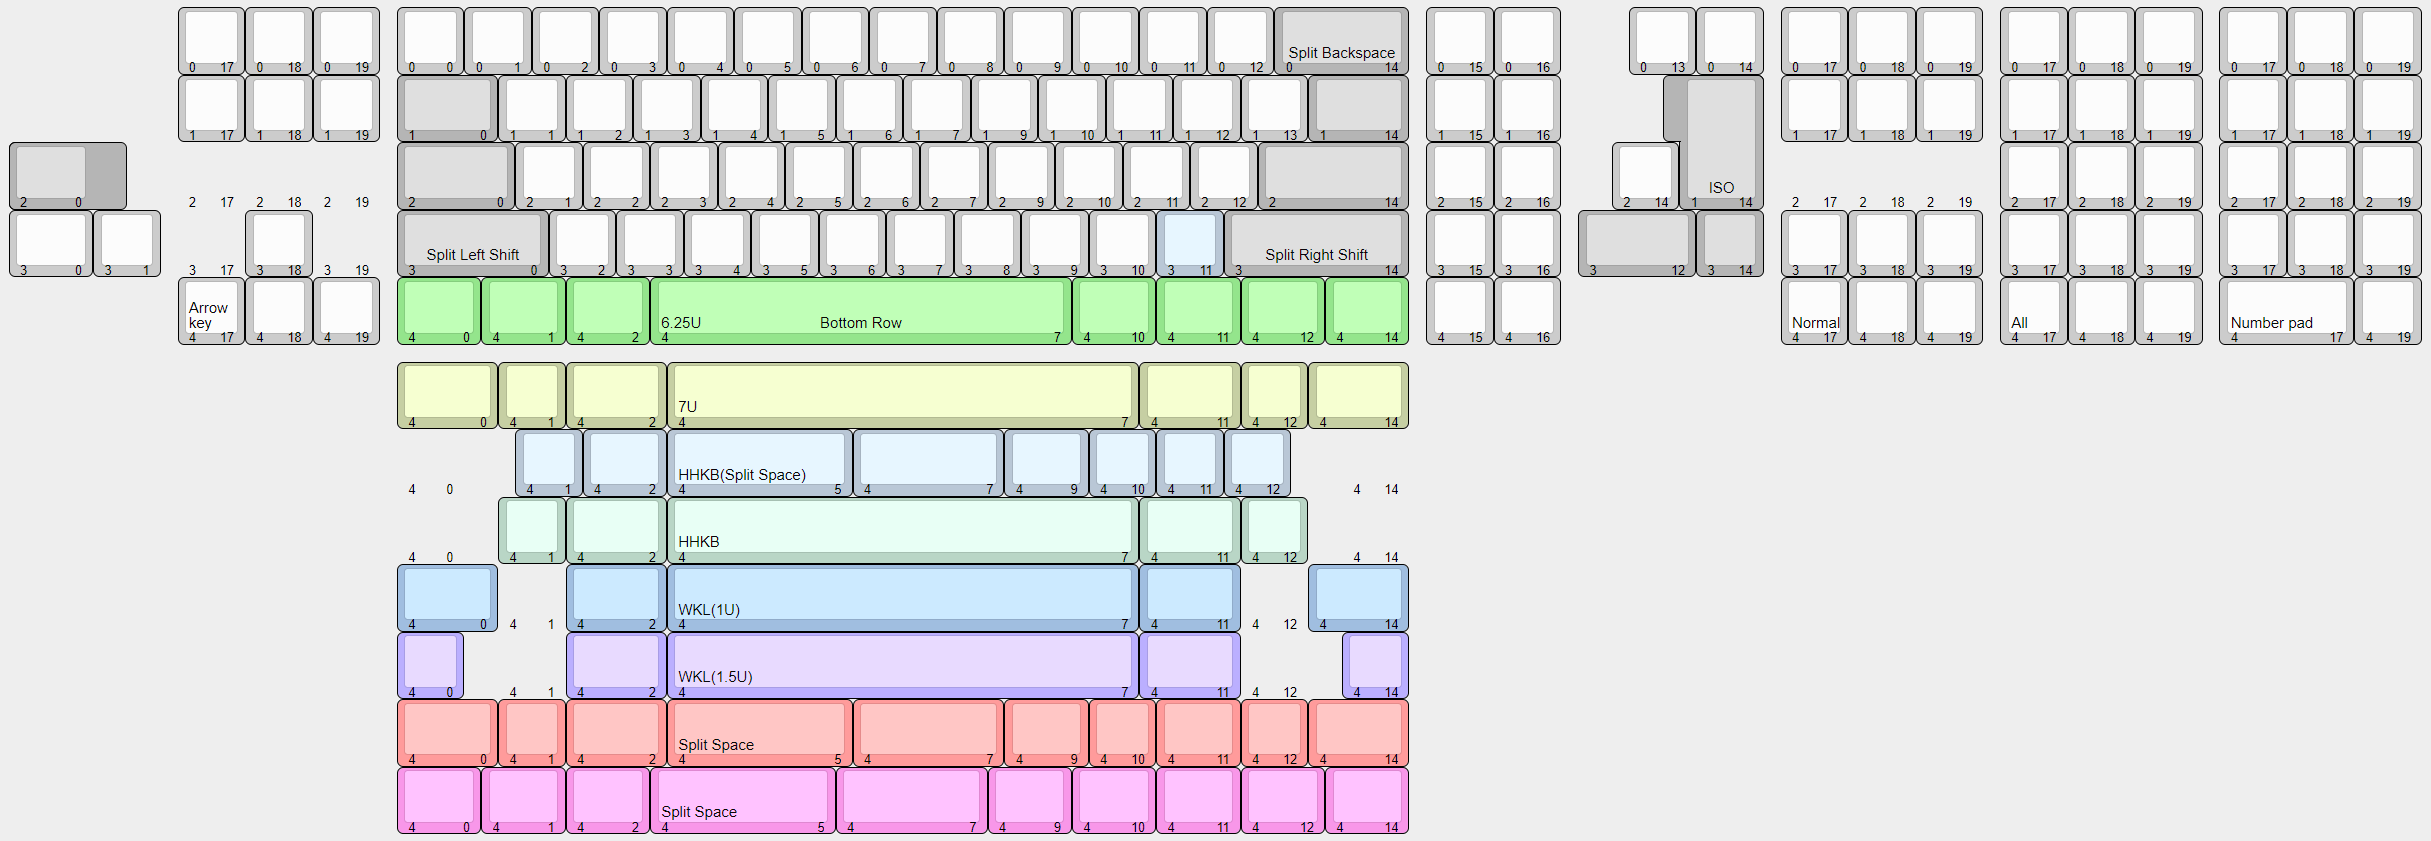 Split Backspace
0 17 0 18 0 19 0 0 0 1 0 2 0 3 0 4 0 5 0 6 0 7 0 8 0 9 0 10 0 11 0 12 0 14 0 15 0 16 0 13 0 14 0 17 0 18 0 19 0 17 0 18 0 19 0 17 0 18 0 19
1 17 1 18 1 19 1 0 1 1 1 2 1 3 1 4 1 5 1 6 1 7 1 9 1 10 1 11 1 12 1 13 1 14 1 15 1 16 1 17 1 18 1 19 1 17 1 18 1 19 1 17 1 18 1 19
ISO
2 0 2 17 2 18 2 19 2 0 2 1 2 2 2 3 2 4 2 5 2 6 2 7 2 9 2 10 2 11 2 12 2 14 2 15 2 16 2 14 1 14 2 17 2 18 2 19 2 17 2 18 2 19 2 17 2 18 2 19
Split Left Shift Split Right Shift
3 0 3 1 3 17 3 18 3 19 3 0 3 2 3 3 3 4 3 5 3 6 3 7 3 8 3 9 3 10 3 11 3 14 3 15 3 16 3 12 3 14 3 17 3 18 3 19 3 17 3 18 3 19 3 17 3 18 3 19
Arrow
key 6.25U Bottom Row Normal All Number pad
4 17 4 18 4 19 4 0 4 1 4 2 4 7 4 10 4 11 4 12 4 14 4 15 4 16 4 17 4 18 4 19 4 17 4 18 4 19 4 17 4 19
7U
4 0 4 1 4 2 4 7 4 11 4 12 4 14
HHKB(Split Space)
4 0 4 1 4 2 4 5 4 7 4 9 4 10 4 11 4 12 4 14
HHKB
4 0 4 1 4 2 4 7 4 11 4 12 4 14
WKL(1U)
4 0 4 1 4 2 4 7 4 11 4 12 4 14
WKL(1.5U)
4 0 4 1 4 2 4 7 4 11 4 12 4 14
Split Space
4 0 4 1 4 2 4 5 4 7 4 9 4 10 4 11 4 12 4 14
Split Space
4 0 4 1 4 2 4 5 4 7 4 9 4 10 4 11 4 12 4 14